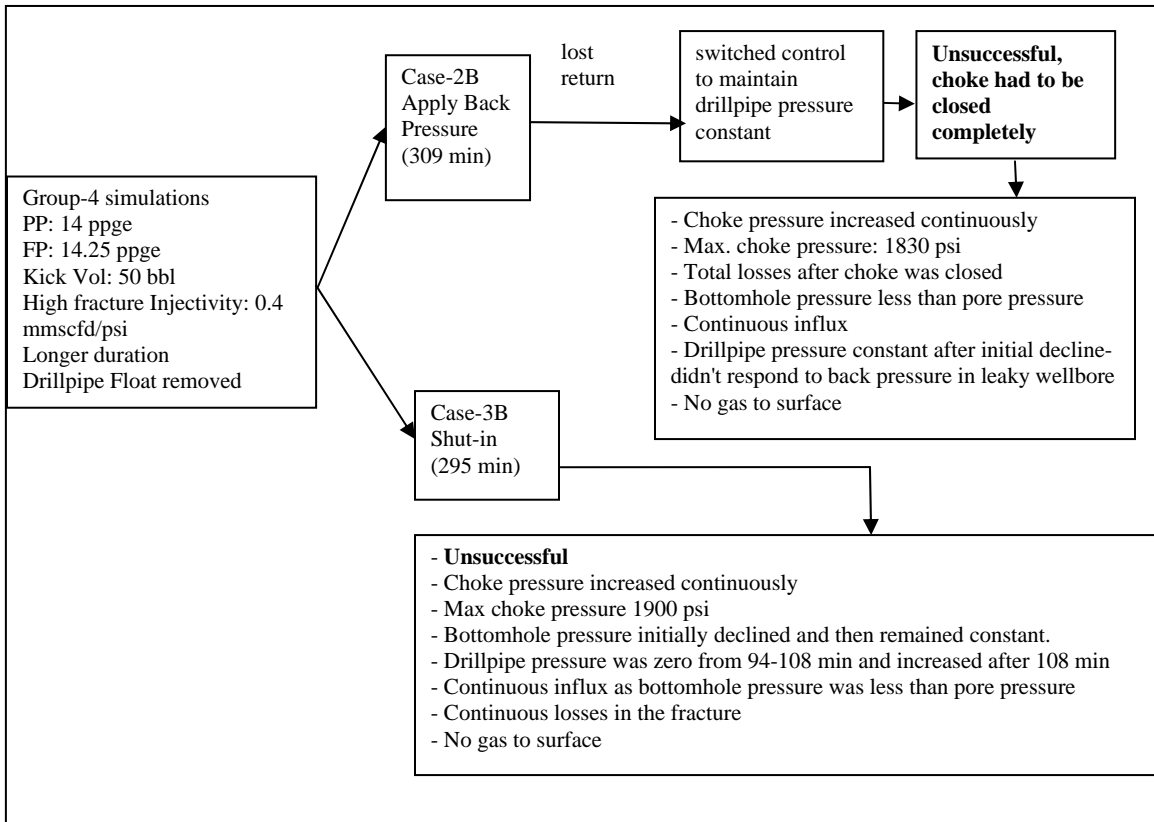 Group-4 simulations
PP: 14 ppge
FP: 14.25 ppge
Kick Vol: 50 bbl
High fracture Injectivity: 0.4
mmscfd/psi
Longer duration
Drillpipe Float removed
Case-2B
Apply Back
Pressure
(309 min)
lost
return
switched control
to maintain
drillpipe pressure
constant
Unsuccessful,
choke had to be
closed
completely
- Choke pressure increased continuously
- Max. choke pressure: 1830 psi
- Total losses after choke was closed
- Bottomhole pressure less than pore pressure
- Continuous influx
- Drillpipe pressure constant after initial decline-
didn't respond to back pressure in leaky wellbore
- No gas to surface
Case-3B
Shut-in
(295 min)
- Unsuccessful
- Choke pressure increased continuously
- Max choke pressure 1900 psi
- Bottomhole pressure initially declined and then remained constant.
- Drillpipe pressure was zero from 94-108 min and increased after 108 min
- Continuous influx as bottomhole pressure was less than pore pressure
- Continuous losses in the fracture
- No gas to surface